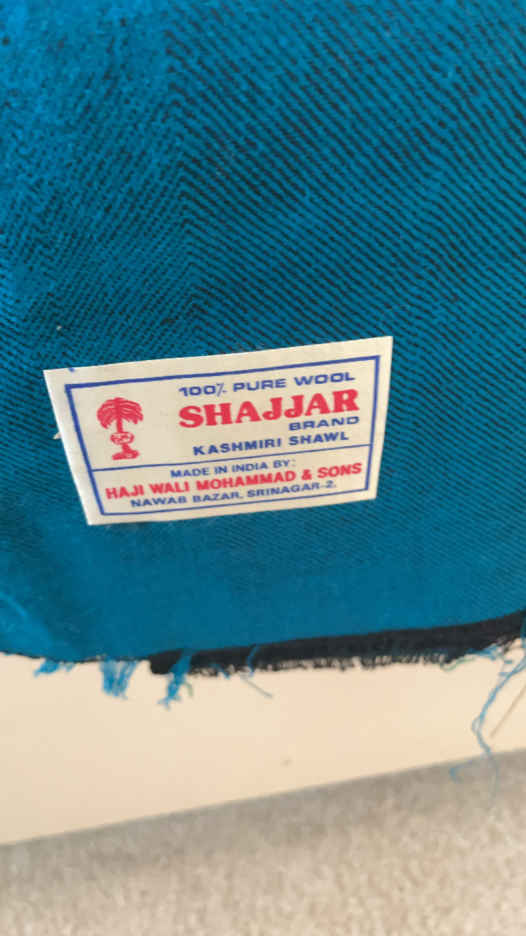 100% PURE WOOL
SHAJJAR
BRAND
KASHMIRI SHAWL
MADE IN INDIA BY:
HAJI WALI MOHAMMAD & SONS
NAWAB BAZAR, SRINAGAR-2.